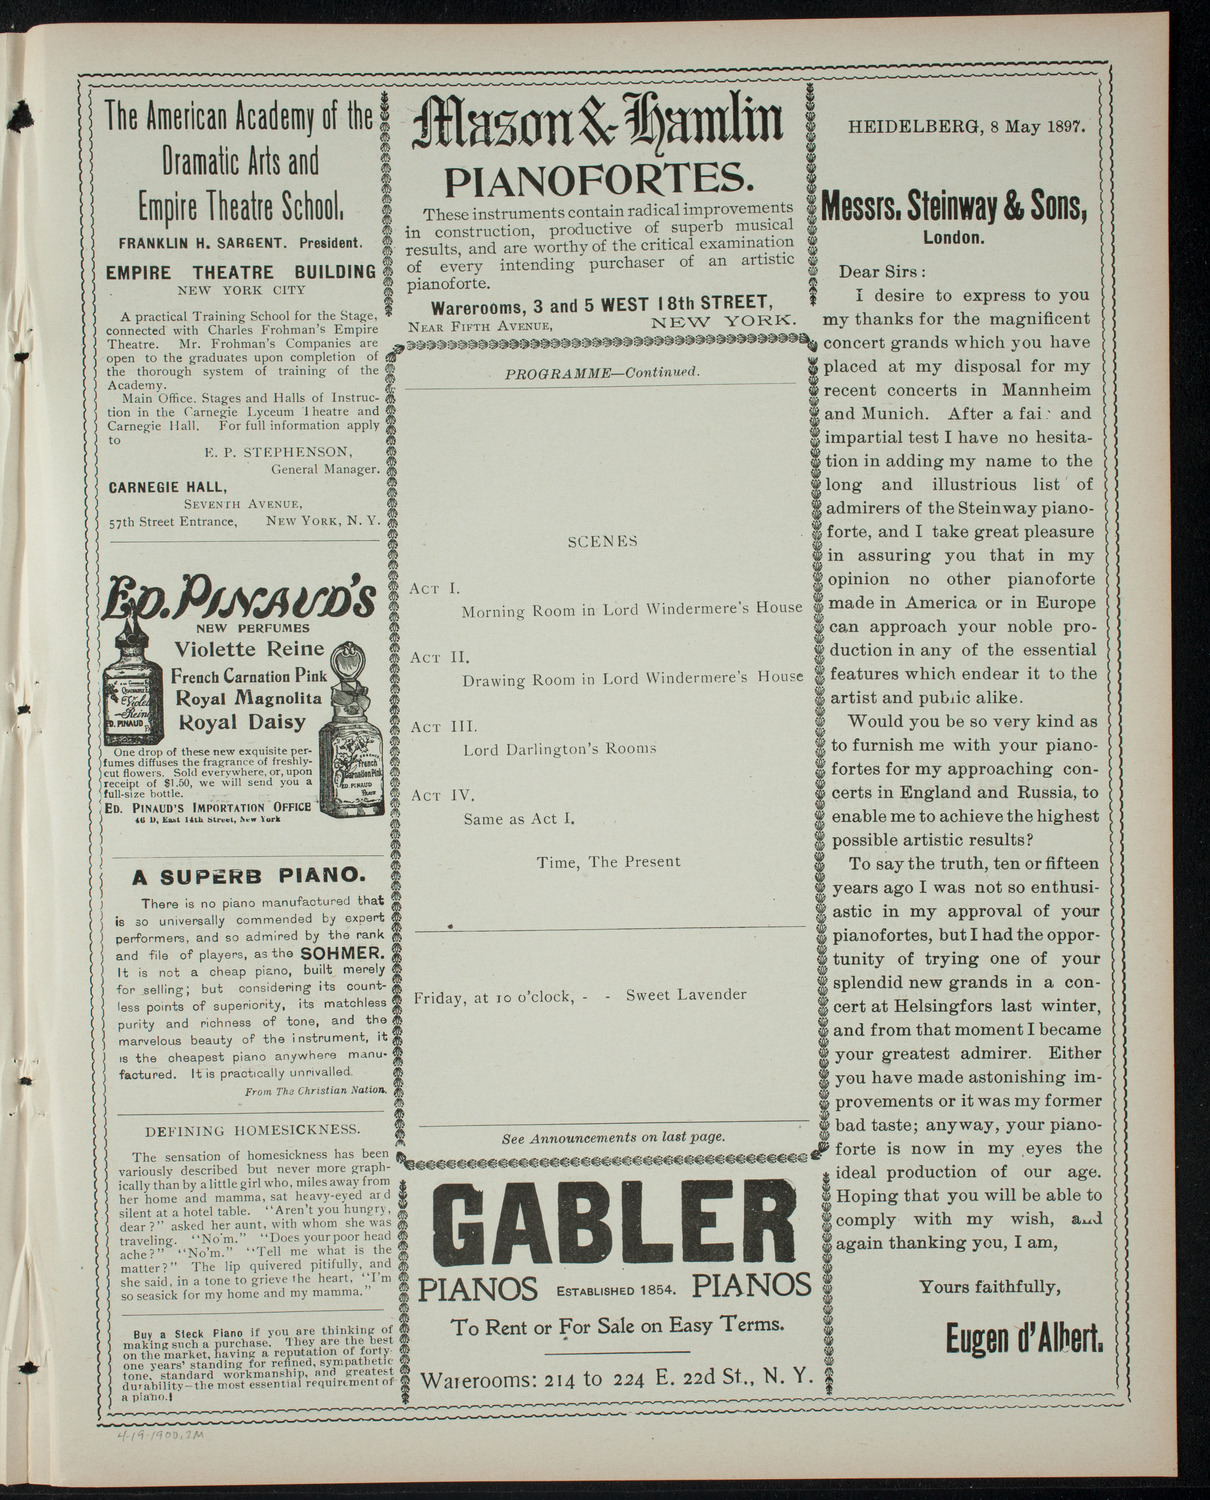 The American Academy of the
Dramatic Arts and
Empire Theatre School.
FRANKLIN H. SARGENT. President.
EMPIRE THEATRE BUILDING
NEW YORK CITY
A practical Training School for the Stage,
connected with Charles Frohman's Empire
Theatre. Mr. Frohman's Companies are
open to the graduates upon completion of
the thorough system of training of the
Academy.
Main Office. Stages and Halls of Instruc-
tion in the Carnegie Lyceum Theatre and
Carnegie Hall. For full information apply
to
E. P. STEPHENSON,
General Manager.
CARNEGIE HALL,
SEVENTH AVENUE,
57th Street Entrance, NEW YORK, N. Y.
ED. PINAUD'S
NEW PERFUMES
Violette Reine
French Carnation Pink
Royal Magnolita
Royal Daisy
One drop of these new exquisite per-
fumes diffuses the fragrance of freshly-
cut flowers. Sold everywhere, or, upon
receipt of $1.50, we will send you a
full-size bottle.
ED. PINAUD'S IMPORTATION OFFICE
46 D, East 14th Street, New York
A SUPERB PIANO.
There is no piano manufactured that
is so universally commended by expert
performers, and so admired by the rank
and file of players, as the SOHMER.
It is not a cheap piano, built merely
for selling; but considering its count-
less points of superiority, its matchless
purity and richness of tone, and the
marvelous beauty of the instrument, it
is the cheapest piano anywhere manu-
factured. It is practically unrivalled.
From The Christian Nation.
DEFINING HOMESICKNESS.
The sensation of homesickness has been
variously described but never more graph-
ically than by a little girl who, miles away from
her home and mamma, sat heavy-eyed and
silent at a hotel table. "Aren't you hungry,
dear?" asked her aunt, with whom she was
traveling. "No'm." "Does your poor head
ache?" "No'm." "Tell me what is the
matter?" The lip quivered pitifully, and
she said, in a tone to grieve the heart, "I'm
so seasick for my home and my mamma."
Buy a Steck Piano if you are thinking of
making such a purchase. They are the best
on the market, having a reputation of forty-
one years' standing for refined, sympathetic
tone, standard workmanship, and greatest
durability—the most essential requirement of
a piano.!
4-19-1900, 2M
Mason & Hamlin
PIANOFORTES.
These instruments contain radical improvements
in construction, productive of superb musical
results, and are worthy of the critical examination
of every intending purchaser of an artistic
pianoforte.
Warerooms, 3 and 5 WEST 18th STREET,
NEAR FIFTH AVENUE, NEW YORK.
PROGRAMME—Continued.
SCENES
ACT I.
Morning Room in Lord Windermere's House
ACT II.
Drawing Room in Lord Windermere's House
ACT III.
Lord Darlington's Rooms
ACT IV.
Same as Act I.
Time, The Present
Friday, at 10 o'clock, - - Sweet Lavender
See Announcements on last page.
GABLER
PIANOS ESTABLISHED 1854. PIANOS
To Rent or For Sale on Easy Terms.
Warerooms: 214 to 224 E. 22d St., N. Y.
HEIDELBERG, 8 May 1897.
Messrs. Steinway & Sons,
London.
Dear Sirs:
I desire to express to you
my thanks for the magnificent
concert grands which you have
placed at my disposal for my
recent concerts in Mannheim
and Munich. After a fair and
impartial test I have no hesita-
tion in adding my name to the
long and illustrious list of
admirers of the Steinway piano-
forte, and I take great pleasure
in assuring you that in my
opinion no other pianoforte
made in America or in Europe
can approach your noble pro-
duction in any of the essential
features which endear it to the
artist and public alike.
Would you be so very kind as
to furnish me with your piano-
fortes for my approaching con-
certs in England and Russia, to
enable me to achieve the highest
possible artistic results?
To say the truth, ten or fifteen
years ago I was not so enthusi-
astic in my approval of your
pianofortes, but I had the oppor-
tunity of trying one of your
splendid new grands in a con-
cert at Helsingfors last winter,
and from that moment I became
your greatest admirer. Either
you have made astonishing im-
provements or it was my former
bad taste; anyway, your piano-
forte is now in my eyes the
ideal production of our age.
Hoping that you will be able to
comply with my wish, and
again thanking you, I am,
Yours faithfully,
Eugen d'Albert.